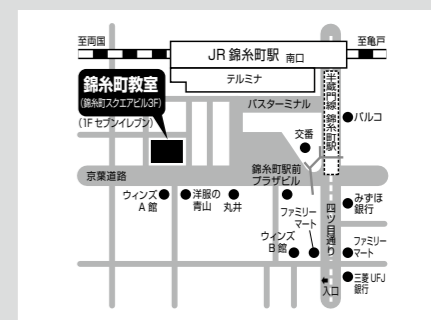 至両国
至亀戸
JR 錦糸町駅 南口
テルミナ
錦糸町教室
(錦糸町スクエアビル3F)
(1F セブンイレブン)
バスターミナル
半蔵門線 錦糸町駅
パルコ
交番
京葉道路
錦糸町駅前
プラザビル
ウィンズ
A 館
洋服の
青山
丸井
ファミリー
マート
四ツ目通り
みずほ
銀行
ウィンズ
B 館
ファミリー
マート
入口
三菱 UFJ
銀行